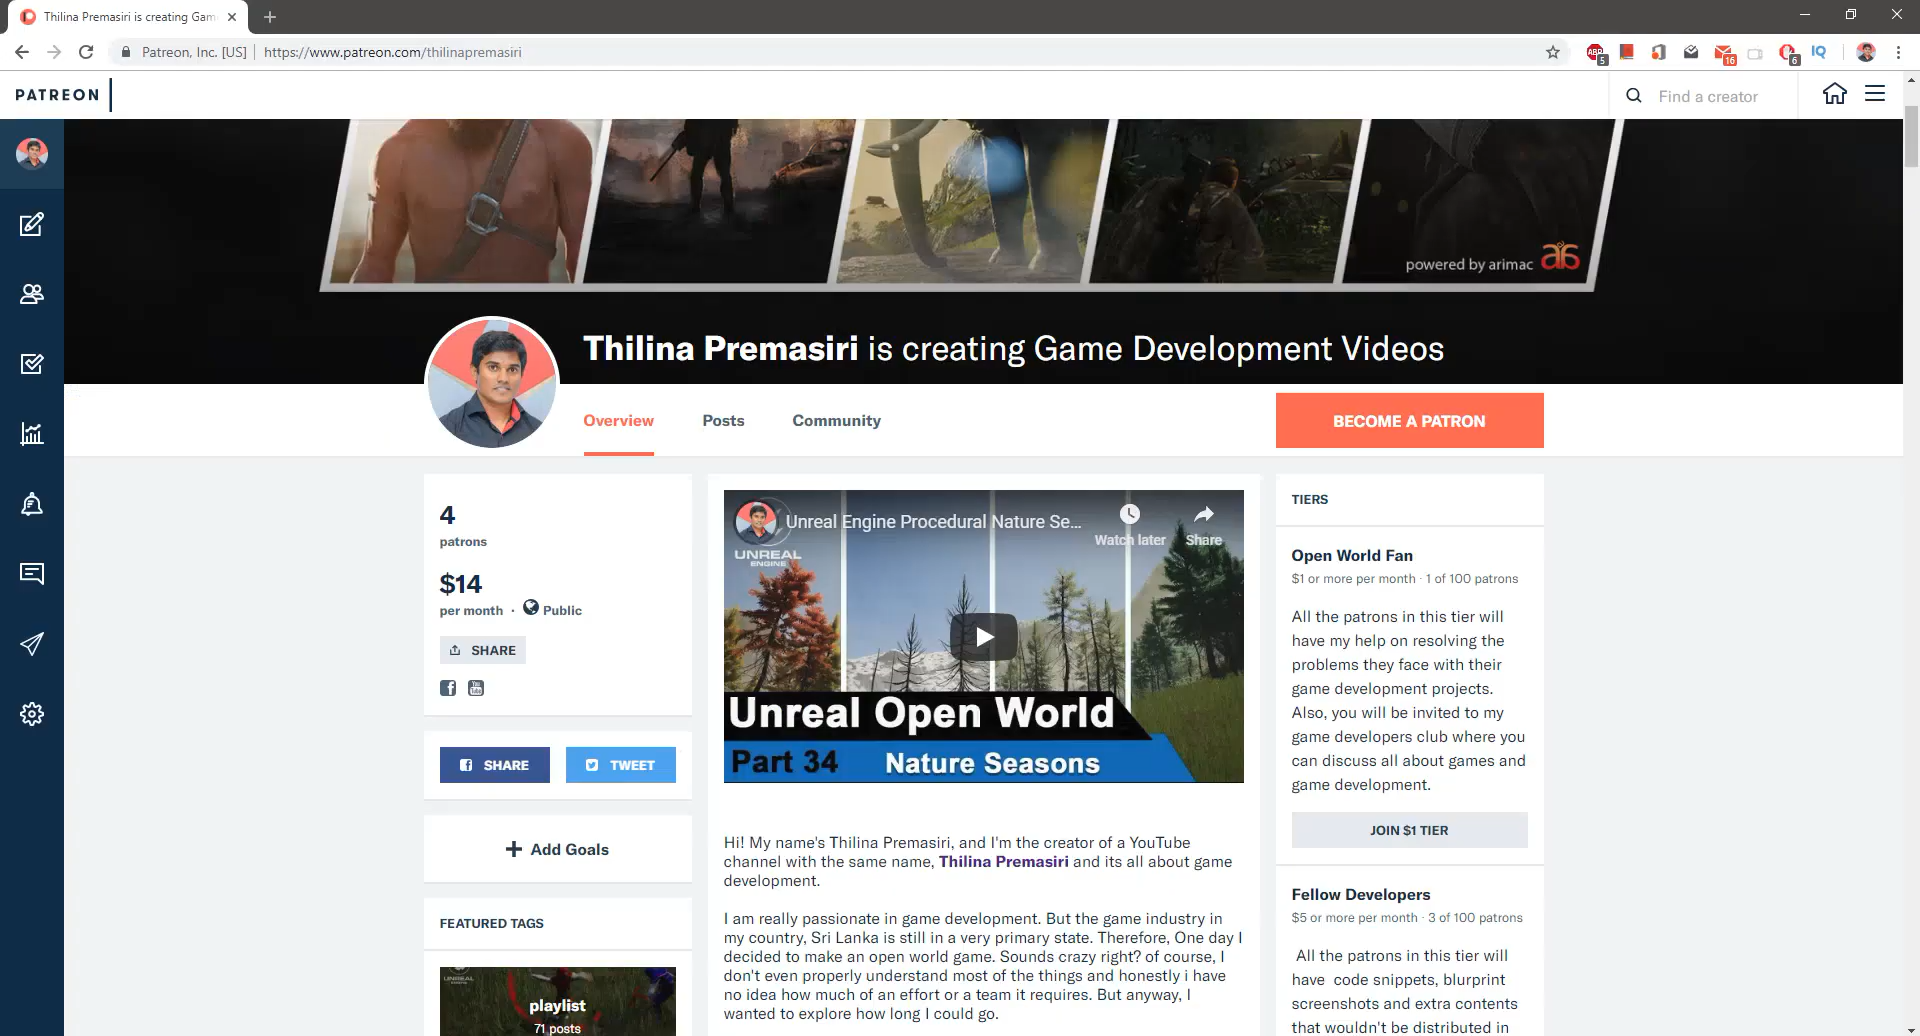 Thilina Premasiri is creating Gam
Patreon, Inc. [US] | https://www.patreon.com/thilinapremasiri
ABP
5
16
6
IQ
PATREON
Find a creator
powered by arimac
Thilina Premasiri is creating Game Development Videos
Overview
Posts
Community
BECOME A PATRON
4
patrons
$14
per month · Public
SHARE
SHARE
TWEET
+ Add Goals
FEATURED TAGS
playlist
71 posts
Unreal Engine Procedural Nature Se...
Watch later
Share
UNREAL
ENGINE
Unreal Open World
Part 34
Nature Seasons
Hi! My name's Thilina Premasiri, and I'm the creator of a YouTube
channel with the same name, Thilina Premasiri and its all about game
development.
I am really passionate in game development. But the game industry in
my country, Sri Lanka is still in a very primary state. Therefore, One day I
decided to make an open world game. Sounds crazy right? of course, I
don't even properly understand most of the things and honestly i have
no idea how much of an effort or a team it requires. But anyway, I
wanted to explore how long I could go.
TIERS
Open World Fan
$1 or more per month · 1 of 100 patrons
All the patrons in this tier will
have my help on resolving the
problems they face with their
game development projects.
Also, you will be invited to my
game developers club where you
can discuss all about games and
game development.
JOIN $1 TIER
Fellow Developers
$5 or more per month · 3 of 100 patrons
All the patrons in this tier will
have code snippets, blurprint
screenshots and extra contents
that wouldn't be distributed in